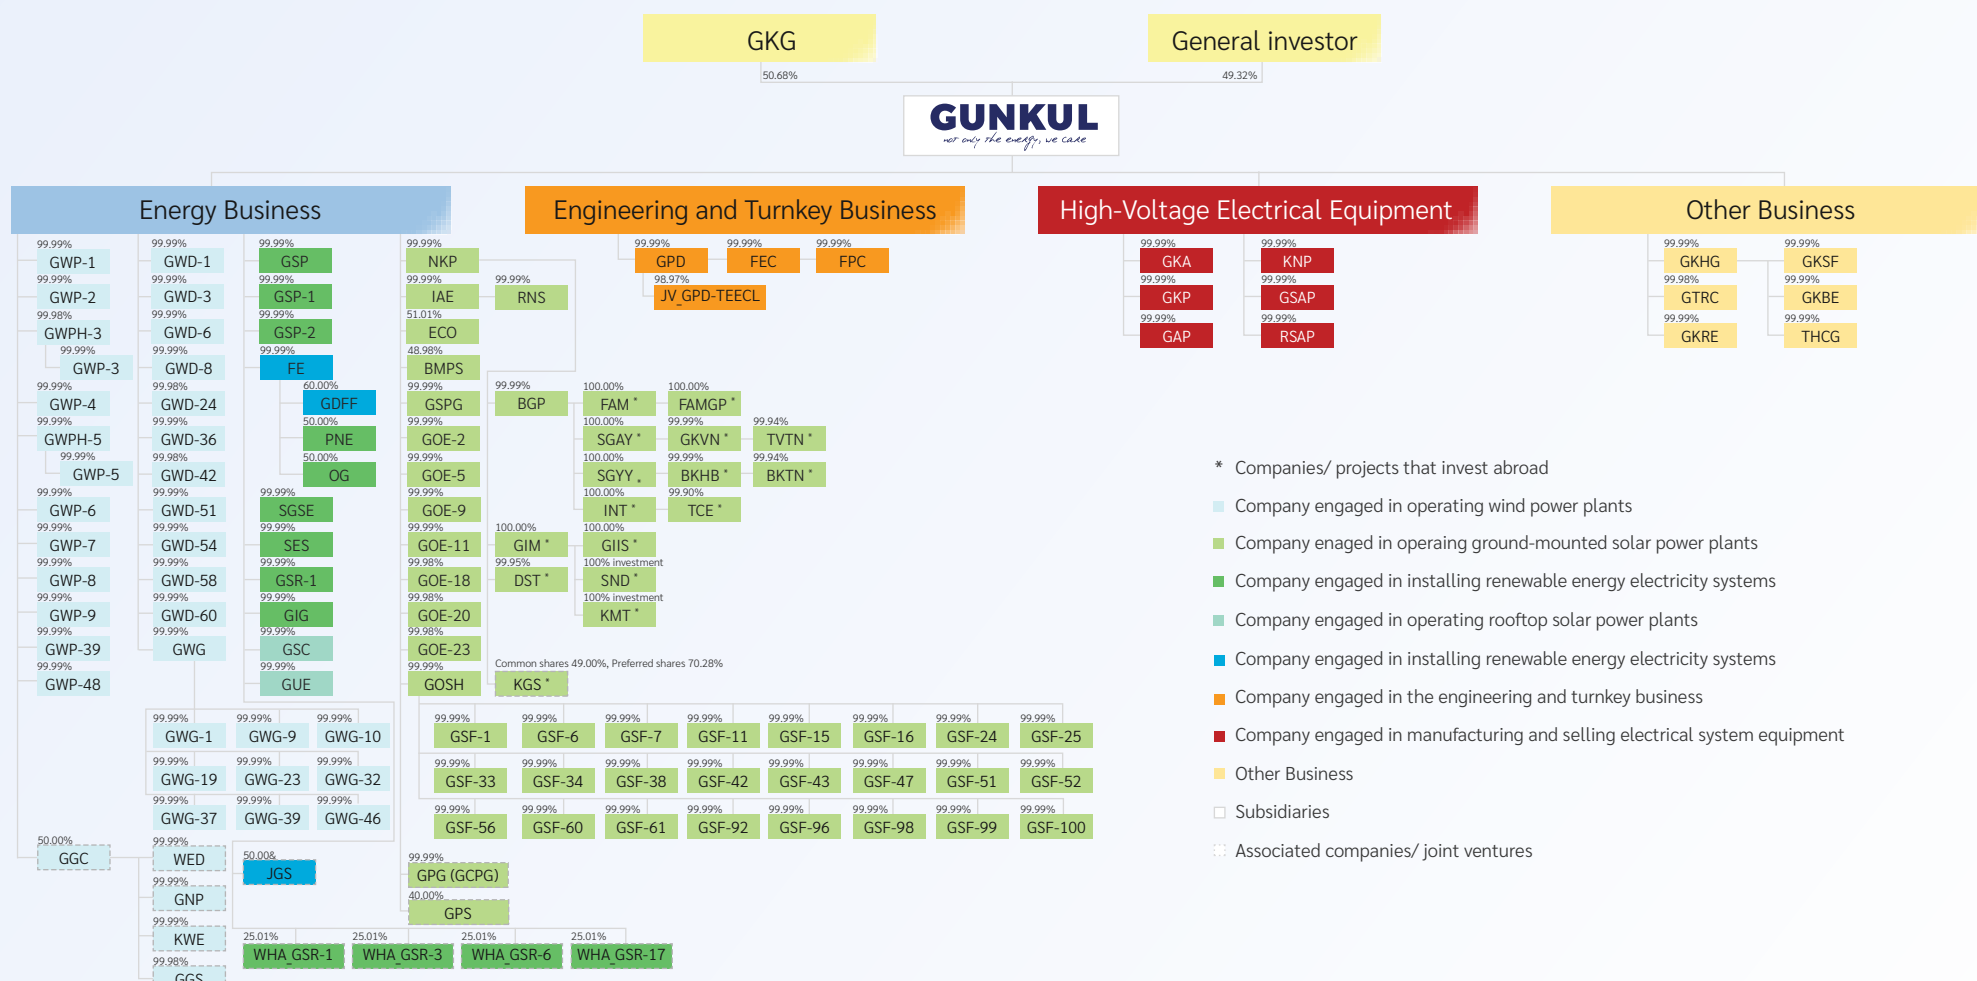 GKG
General investor
50.68%
49.32%
GUNKUL
not only the energy, we care
Energy Business
Engineering and Turnkey Business
High-Voltage Electrical Equipment
Other Business
99.99%
GWP-1
99.99%
GWP-2
99.98%
GWPH-3
99.99%
GWP-3
99.99%
GWP-4
99.99%
GWPH-5
99.99%
GWP-5
99.99%
GWP-6
99.99%
GWP-7
99.99%
GWP-8
99.99%
GWP-9
99.99%
GWP-39
99.99%
GWP-48
50.00%
GGC
99.99%
GWD-1
99.99%
GWD-3
99.99%
GWD-6
99.99%
GWD-8
99.98%
GWD-24
99.99%
GWD-36
99.98%
GWD-42
99.99%
GWD-51
99.99%
GWD-54
99.99%
GWD-58
99.99%
GWD-60
99.99%
GWG
99.99% 99.99% 99.99%
GWG-1 GWG-9 GWG-10
99.99% 99.99% 99.99%
GWG-19 GWG-23 GWG-32
99.99% 99.99% 99.99%
GWG-37 GWG-39 GWG-46
99.99%
WED
99.99%
GNP
99.99%
KWE
99.98%
GGS
99.99%
GSP
99.99%
GSP-1
99.99%
GSP-2
99.99%
FE
60.00%
GDFF
50.00%
PNE
50.00%
OG
99.99%
SGSE
99.99%
SES
99.99%
GSR-1
99.99%
GIG
99.99%
GSC
99.99%
GUE
50.00&
JGS
25.01% 25.01% 25.01% 25.01%
WHA_GSR-1 WHA_GSR-3 WHA_GSR-6 WHA_GSR-17
99.99%
NKP
99.99% 99.99%
IAE RNS
51.01%
ECO
48.98%
BMPS
99.99%
GSPG
99.99%
GOE-2
99.99%
GOE-5
99.99%
GOE-9
99.99%
GOE-11
99.98%
GOE-18
99.98%
GOE-20
99.98%
GOE-23
99.99%
GOSH
99.99% 100.00% 100.00%
BGP FAM * FAMGP *
100.00% 99.99% 99.94%
SGAY * GKVN * TVTN *
100.00% 99.99% 99.94%
SGYY * BKHB * BKTN *
100.00% 99.90%
INT * TCE *
100.00% 100.00%
GIM * GIIS *
99.95% 100% investment
DST * SND *
100% investment
KMT *
Common shares 49.00%, Preferred shares 70.28%
KGS *
99.99% 99.99% 99.99% 99.99% 99.99% 99.99% 99.99% 99.99%
GSF-1 GSF-6 GSF-7 GSF-11 GSF-15 GSF-16 GSF-24 GSF-25
99.99% 99.99% 99.99% 99.99% 99.99% 99.99% 99.99% 99.99%
GSF-33 GSF-34 GSF-38 GSF-42 GSF-43 GSF-47 GSF-51 GSF-52
99.99% 99.99% 99.99% 99.99% 99.99% 99.99% 99.99% 99.99%
GSF-56 GSF-60 GSF-61 GSF-92 GSF-96 GSF-98 GSF-99 GSF-100
99.99%
GPG (GCPG)
40.00%
GPS
99.99% 99.99% 99.99%
GPD FEC FPC
98.97%
JV_GPD-TEECL
99.99% 99.99%
GKA KNP
99.99% 99.99%
GKP GSAP
99.99% 99.99%
GAP RSAP
99.99% 99.99%
GKHG GKSF
99.98% 99.99%
GTRC GKBE
99.99% 99.99%
GKRE THCG
* Companies/ projects that invest abroad
Company engaged in operating wind power plants
Company enaged in operaing ground-mounted solar power plants
Company engaged in installing renewable energy electricity systems
Company engaged in operating rooftop solar power plants
Company engaged in installing renewable energy electricity systems
Company engaged in the engineering and turnkey business
Company engaged in manufacturing and selling electrical system equipment
Other Business
Subsidiaries
Associated companies/ joint ventures